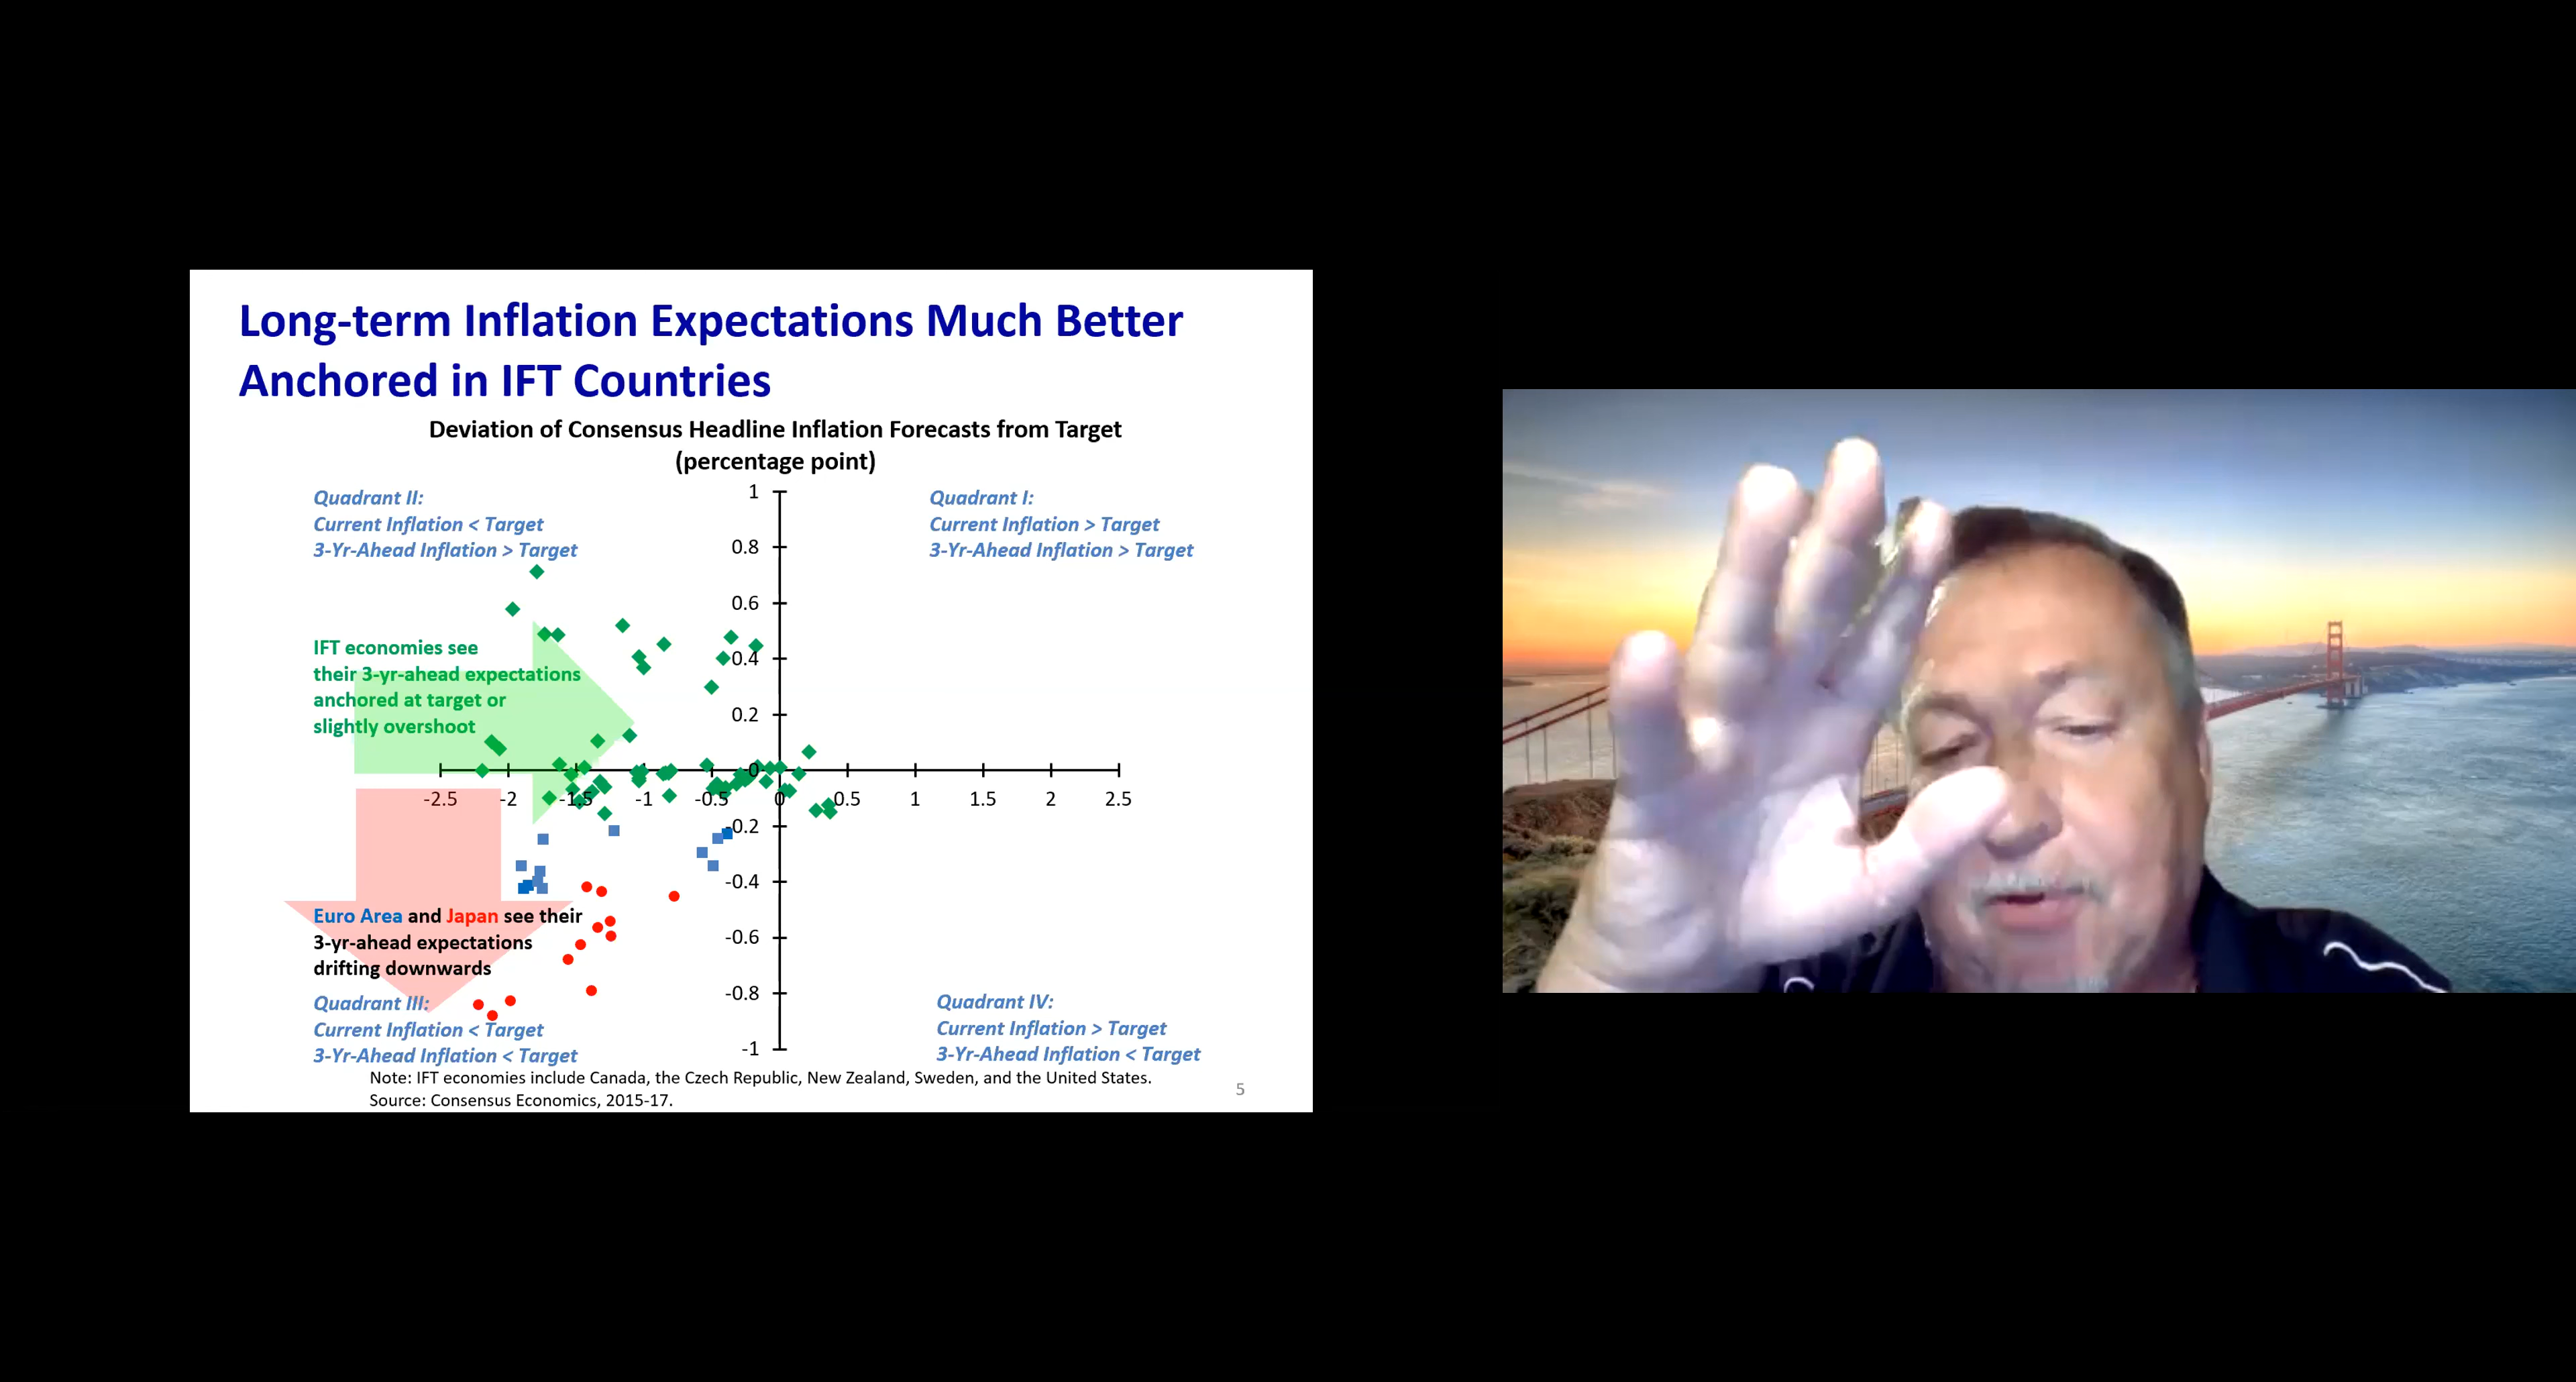 Long-term Inflation Expectations Much Better
Anchored in IFT Countries
Deviation of Consensus Headline Inflation Forecasts from Target
(percentage point)
Quadrant II:
Current Inflation < Target
3-Yr-Ahead Inflation > Target
Quadrant I:
Current Inflation > Target
3-Yr-Ahead Inflation > Target
1
0.8
0.6
0.4
0.2
0
-0.2
-0.4
-0.6
-0.8
-1
IFT economies see
their 3-yr-ahead expectations
anchored at target or
slightly overshoot
-2.5 -2 -1.5 -1 -0.5 0 0.5 1 1.5 2 2.5
Euro Area and Japan see their
3-yr-ahead expectations
drifting downwards
Quadrant III:
Current Inflation < Target
3-Yr-Ahead Inflation < Target
Quadrant IV:
Current Inflation > Target
3-Yr-Ahead Inflation < Target
Note: IFT economies include Canada, the Czech Republic, New Zealand, Sweden, and the United States.
Source: Consensus Economics, 2015-17.
5